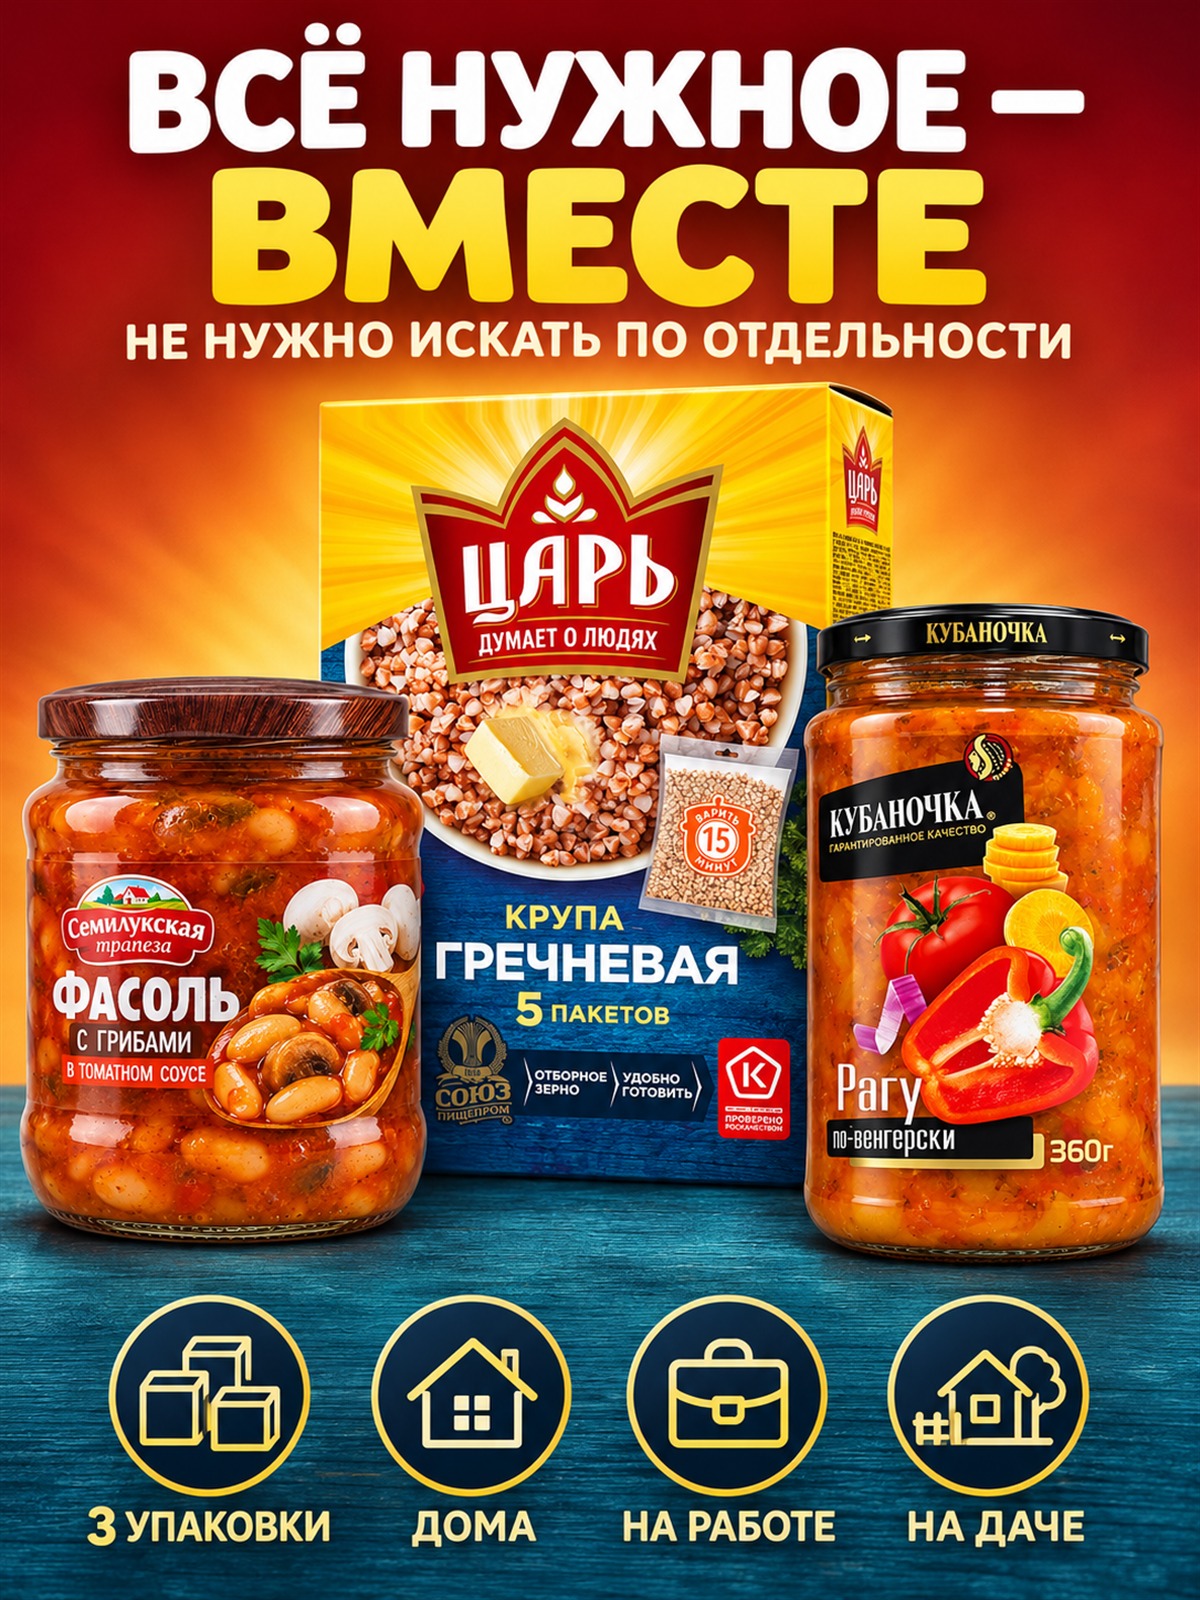 ВСЁ НУЖНОЕ –
ВМЕСТЕ
НЕ НУЖНО ИСКАТЬ ПО ОТДЕЛЬНОСТИ
ЦАРЬ
ДУМАЕТ О ЛЮДЯХ
ЦАРЬ
ВАРИТЬ
15
МИНУТ
КРУПА
ГРЕЧНЕВАЯ
5 ПАКЕТОВ
СОЮЗ
ПИЩЕПРОМ
ОТБОРНОЕ
ЗЕРНО
УДОБНО
ГОТОВИТЬ
К
ПРОВЕРЕНО
РОСКАЧЕСТВОМ
Семилукская
трапеза
ФАСОЛЬ
С ГРИБАМИ
В ТОМАТНОМ СОУСЕ
КУБАНОЧКА
КУБАНОЧКА®
ГАРАНТИРОВАННОЕ КАЧЕСТВО
Рагу
по-венгерски
360г
3 УПАКОВКИ
ДОМА
НА РАБОТЕ
НА ДАЧЕ